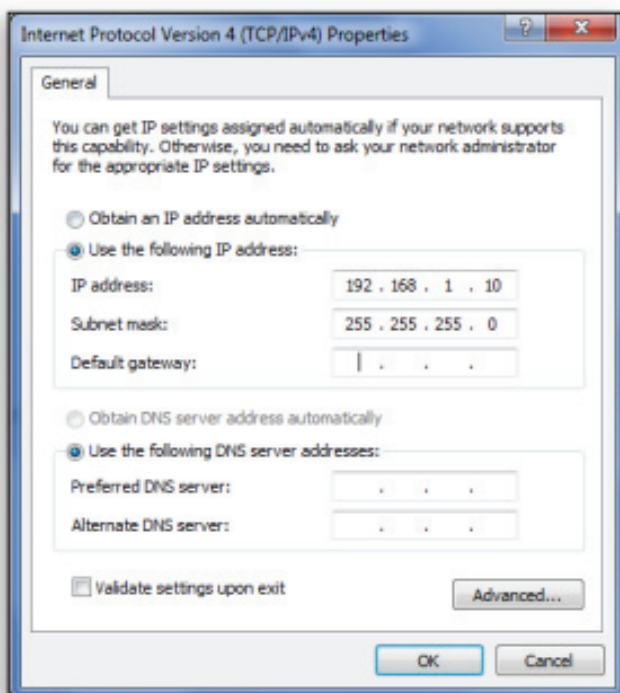 Internet Protocol Version 4 (TCP/IPv4) Properties
General
You can get IP settings assigned automatically if your network supports
this capability. Otherwise, you need to ask your network administrator
for the appropriate IP settings.
Obtain an IP address automatically
Use the following IP address:
IP address: 192 . 168 . 1 . 10
Subnet mask: 255 . 255 . 255 . 0
Default gateway: . . .
Obtain DNS server address automatically
Use the following DNS server addresses:
Preferred DNS server: . . .
Alternate DNS server: . . .
Validate settings upon exit
Advanced...
OK Cancel